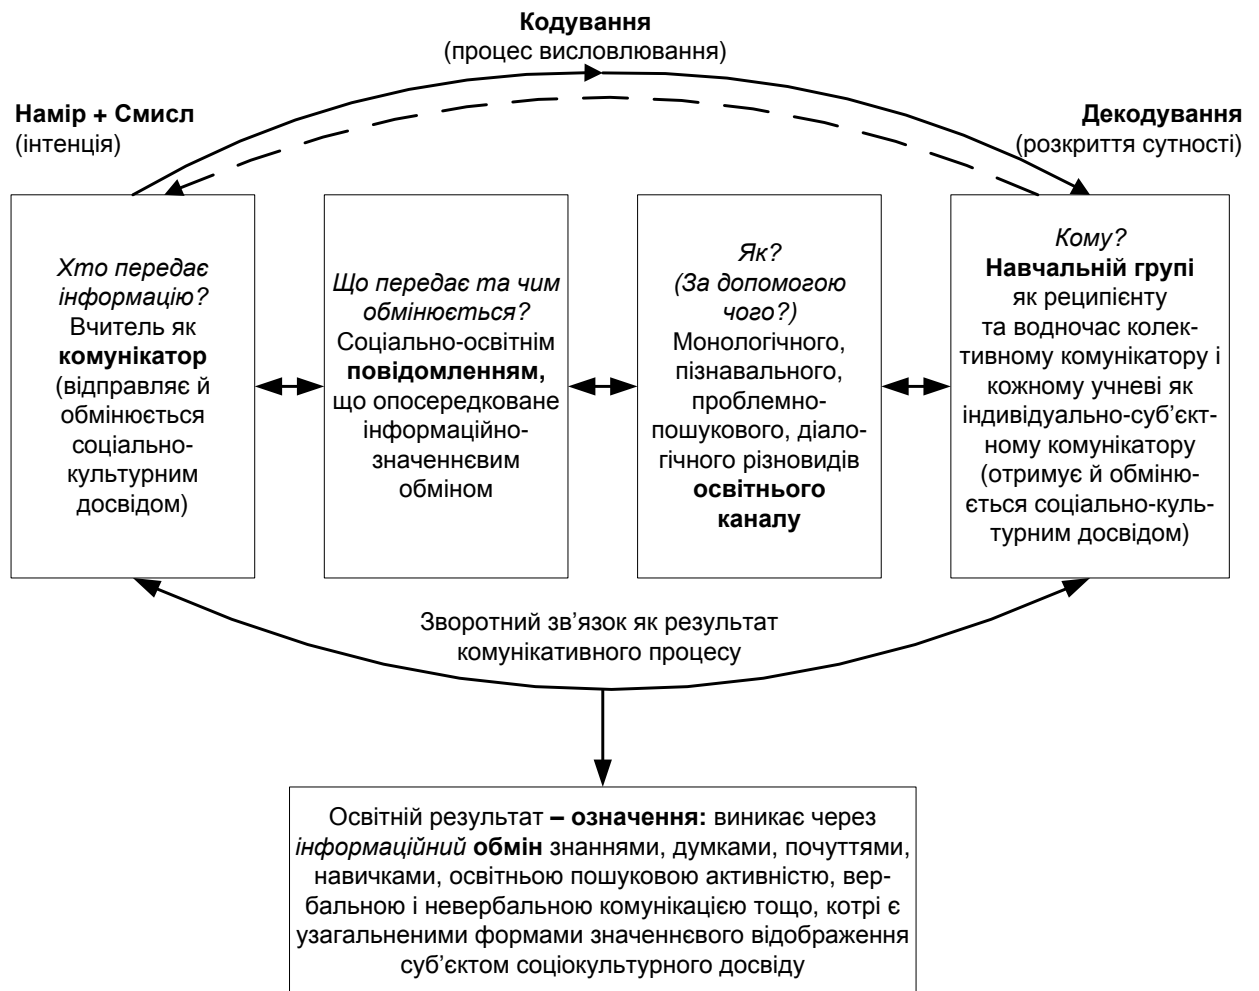 Кодування
(процес висловлювання)
Намір + Смисл
(інтенція)
Декодування
(розкриття сутності)
Хто передає
інформацію?
Вчитель як
комунікатор
(відправляє й
обмінюється
соціально-
культурним
досвідом)
Що передає та чим
обмінюється?
Соціально-освітнім
повідомленням,
що опосередковане
інформаційно-
значеннєвим
обміном
Як?
(За допомогою
чого?)
Монологічного,
пізнавального,
проблемно-
пошукового, діало-
гічного різновидів
освітнього
каналу
Кому?
Навчальній групі
як реципієнту
та водночас колек-
тивному комунікатору і
кожному учневі як
індивідуально-суб’єкт-
ному комунікатору
(отримує й обміню-
ється соціально-куль-
турним досвідом)
Зворотний зв’язок як результат
комунікативного процесу
Освітній результат – означення: виникає через
інформаційний обмін знаннями, думками, почуттями,
навичками, освітньою пошуковою активністю, вер-
бальною і невербальною комунікацією тощо, котрі є
узагальненими формами значеннєвого відображення
суб’єктом соціокультурного досвіду